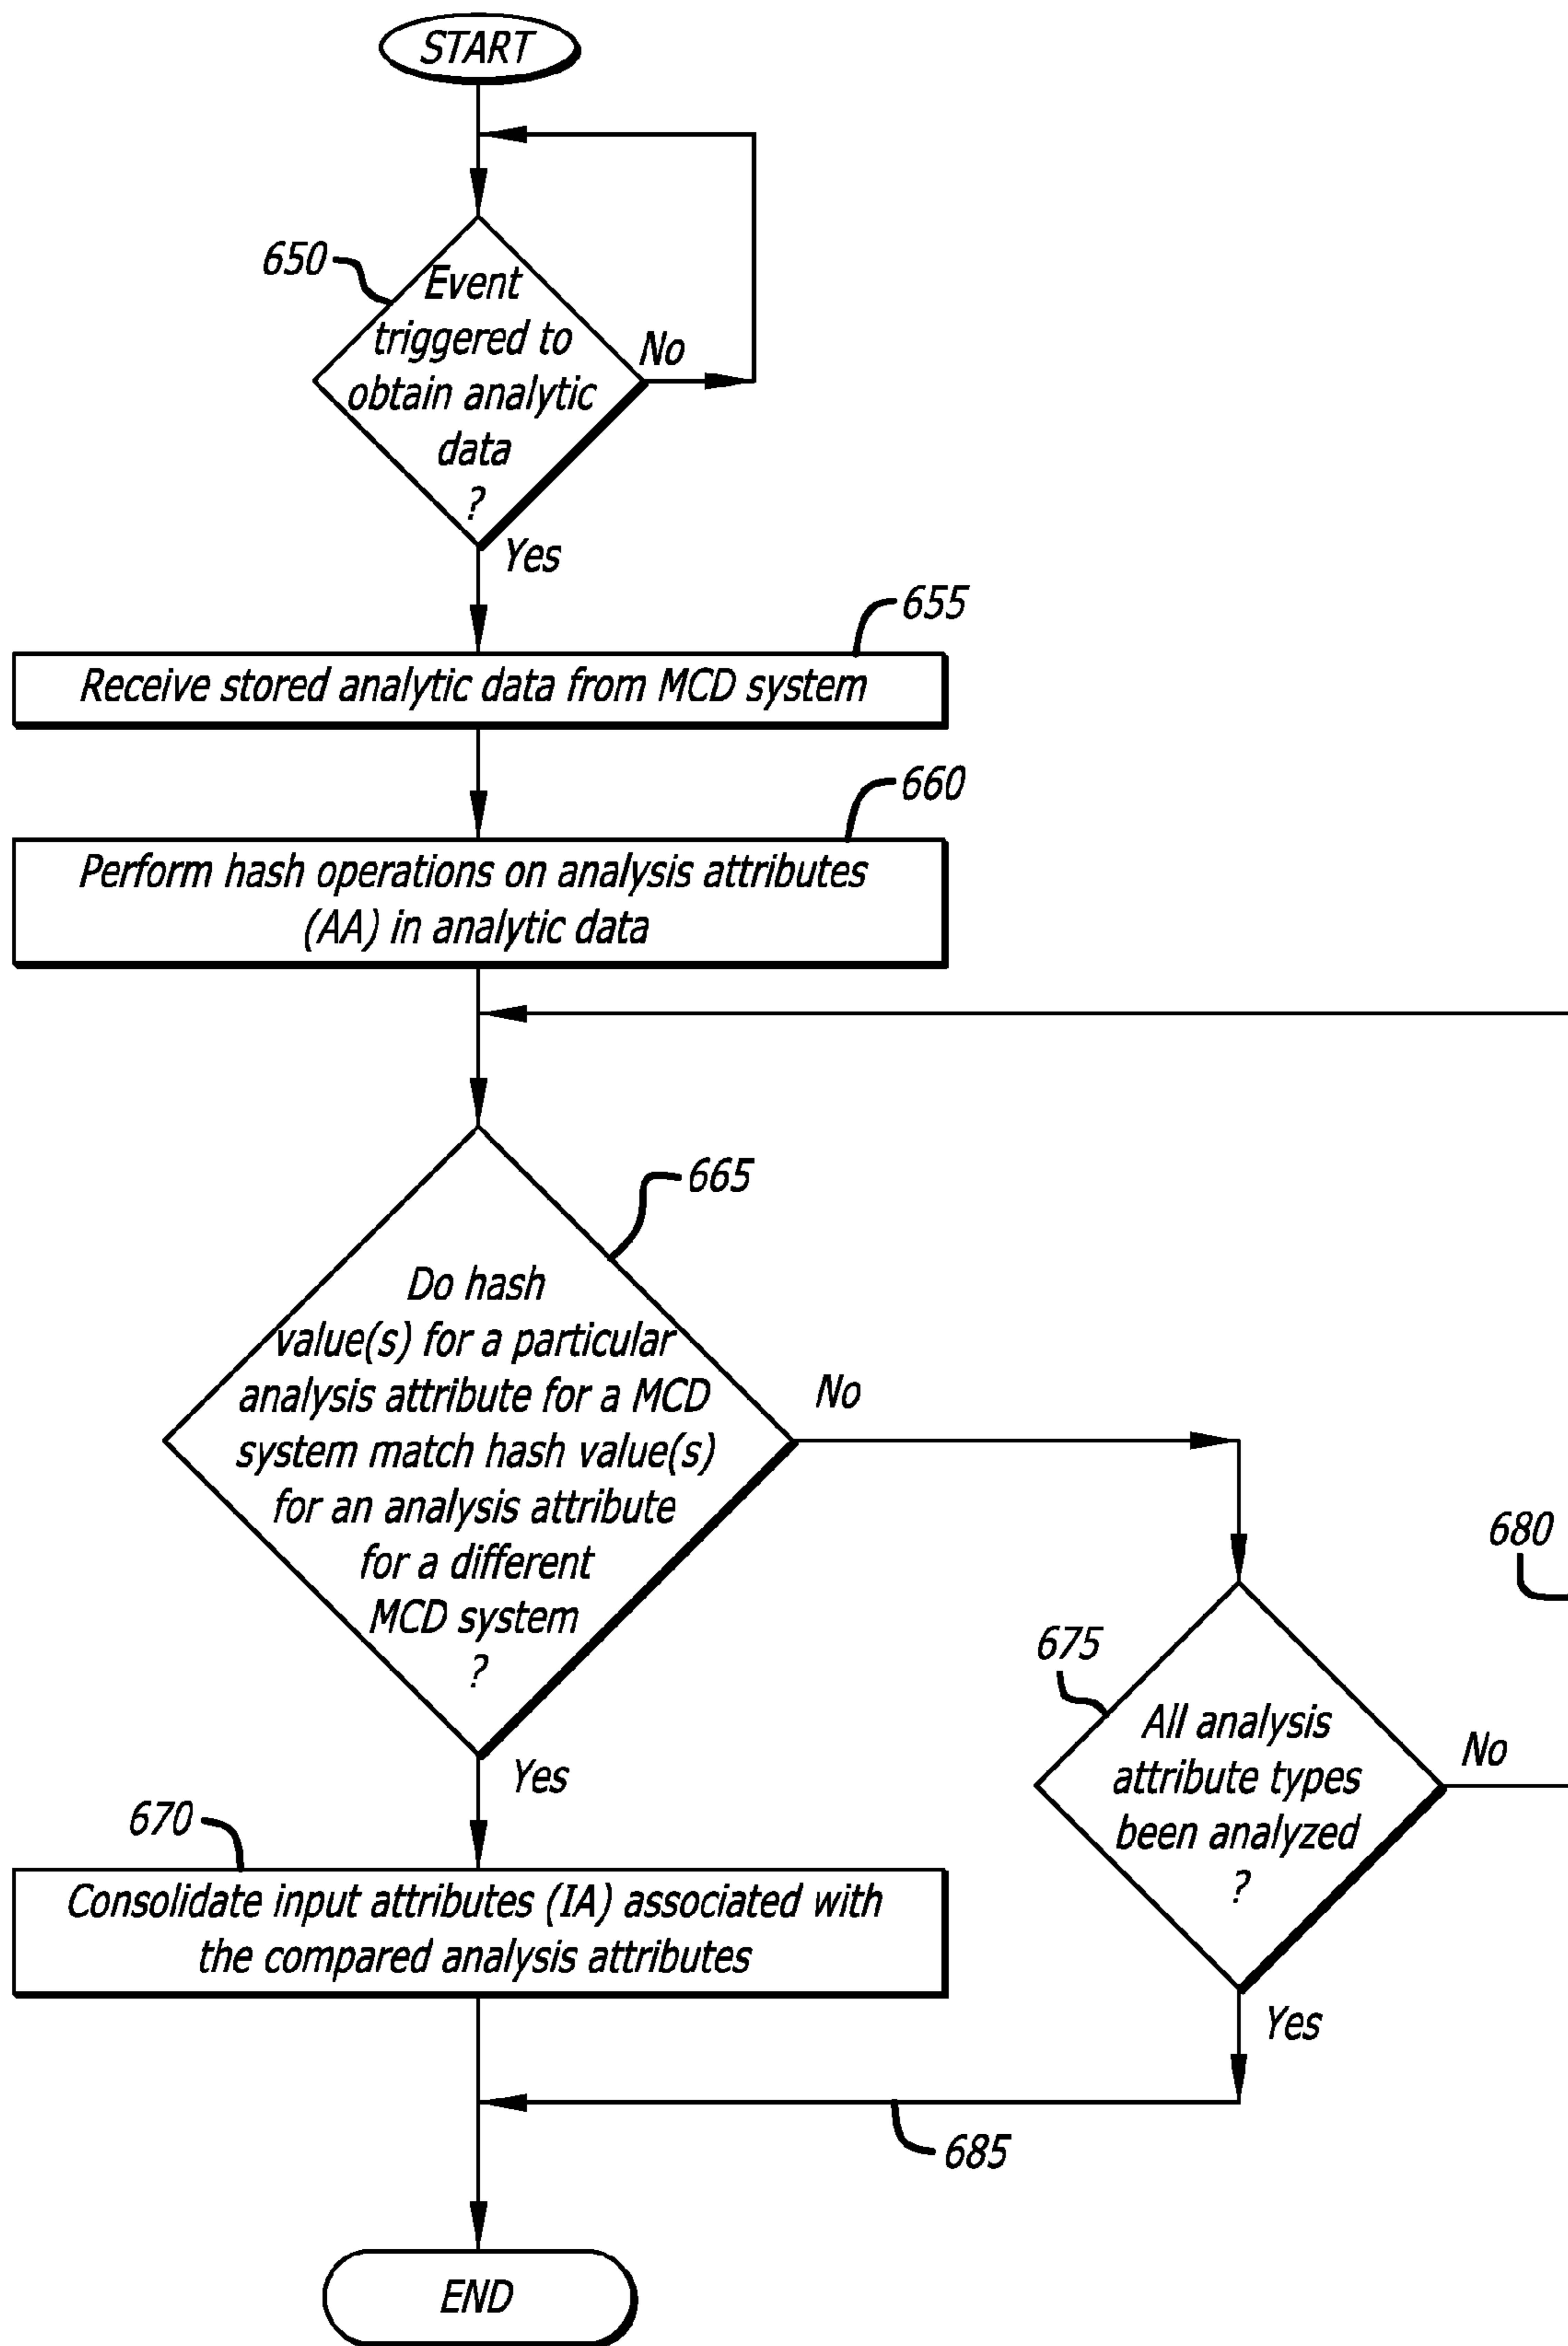 START
650
Event
triggered to
obtain analytic
data
?
No
Yes
655
Receive stored analytic data from MCD system
660
Perform hash operations on analysis attributes
(AA) in analytic data
665
Do hash
value(s) for a particular
analysis attribute for a MCD
system match hash value(s)
for an analysis attribute
for a different
MCD system
?
No
Yes
680
675
All analysis
attribute types
been analyzed
?
No
Yes
670
Consolidate input attributes (IA) associated with
the compared analysis attributes
685
END